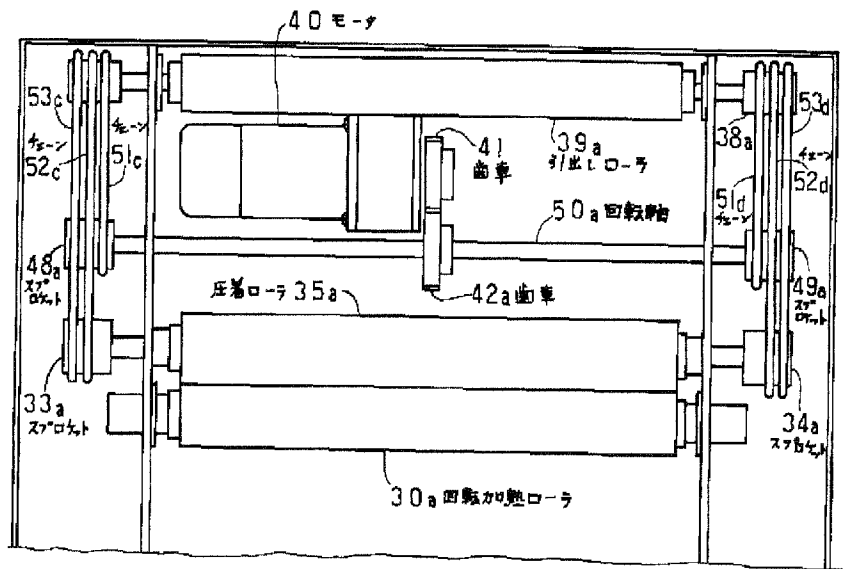 40 モータ
53c
チェーン
52c
チェーン
51c
41
歯車
39a
引出しローラ
38a
53d
チェーン
52d
51d
チェーン
50a 回転軸
48a
スプロケット
圧着ローラ 35a
42a 歯車
49a
スプロケット
33a
スプロケット
34a
スプロケット
30a 回転加熱ローラ